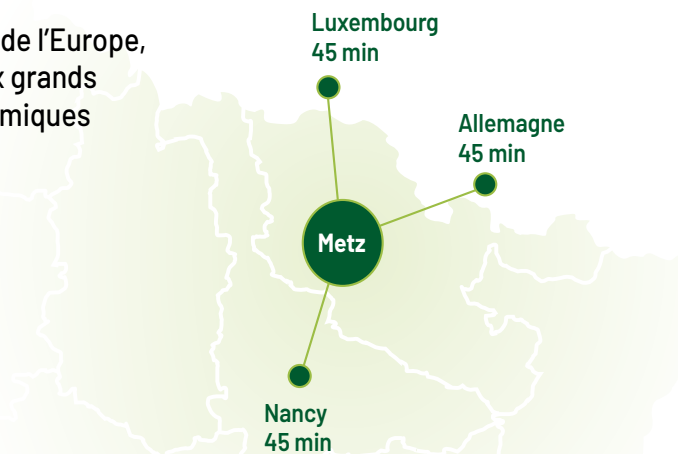 de l’Europe,
x grands
miques
Luxembourg
45 min
Allemagne
45 min
Metz
Nancy
45 min